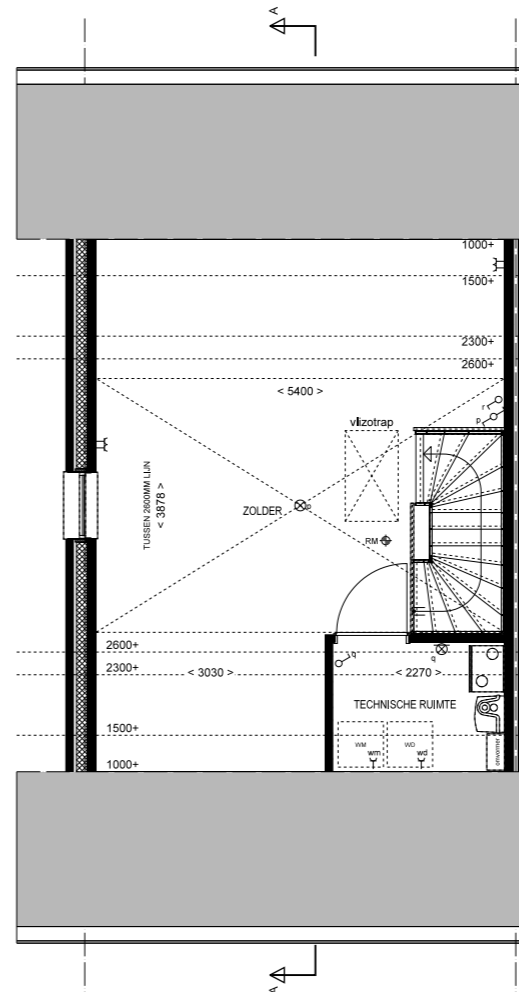 A
1000+
1500+
2300+
2600+
< 5400 >
r
p
vlizotrap
TUSSEN 2600MM LIJN
< 3878 >
ZOLDER
p
RM
2600+
2300+
< 3030 >
< 2270 >
q
q
TECHNISCHE RUIMTE
1500+
WM
WD
wm
wd
omvormer
1000+
A